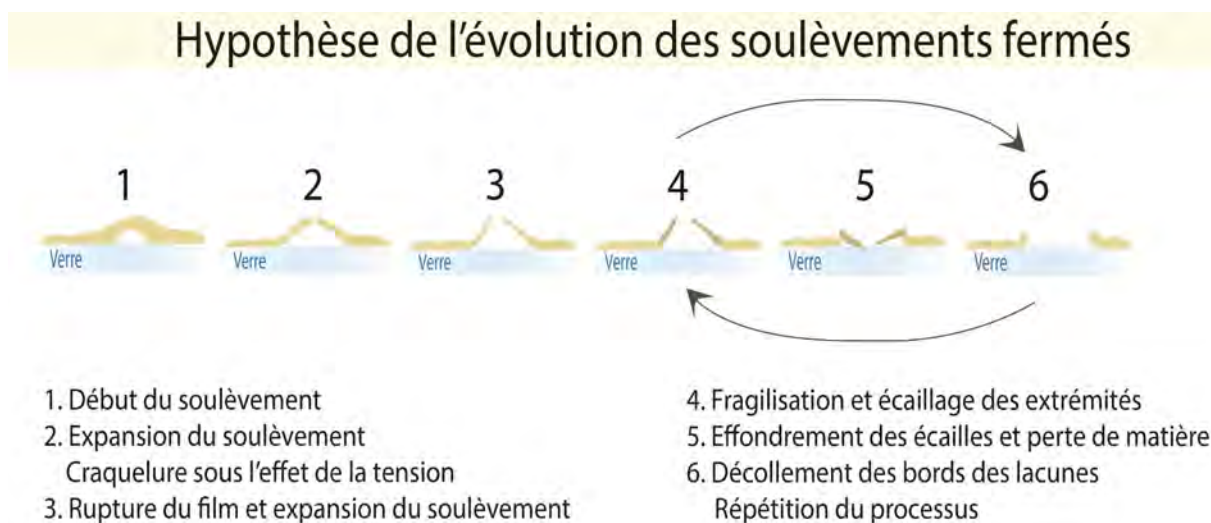 Hypothèse de l'évolution des soulèvements fermés
1 2 3 4 5 6
Verre Verre Verre Verre Verre Verre
1. Début du soulèvement
2. Expansion du soulèvement
Craquelure sous l'effet de la tension
3. Rupture du film et expansion du soulèvement
4. Fragilisation et écaillage des extrémités
5. Effondrement des écailles et perte de matière
6. Décollement des bords des lacunes
Répétition du processus